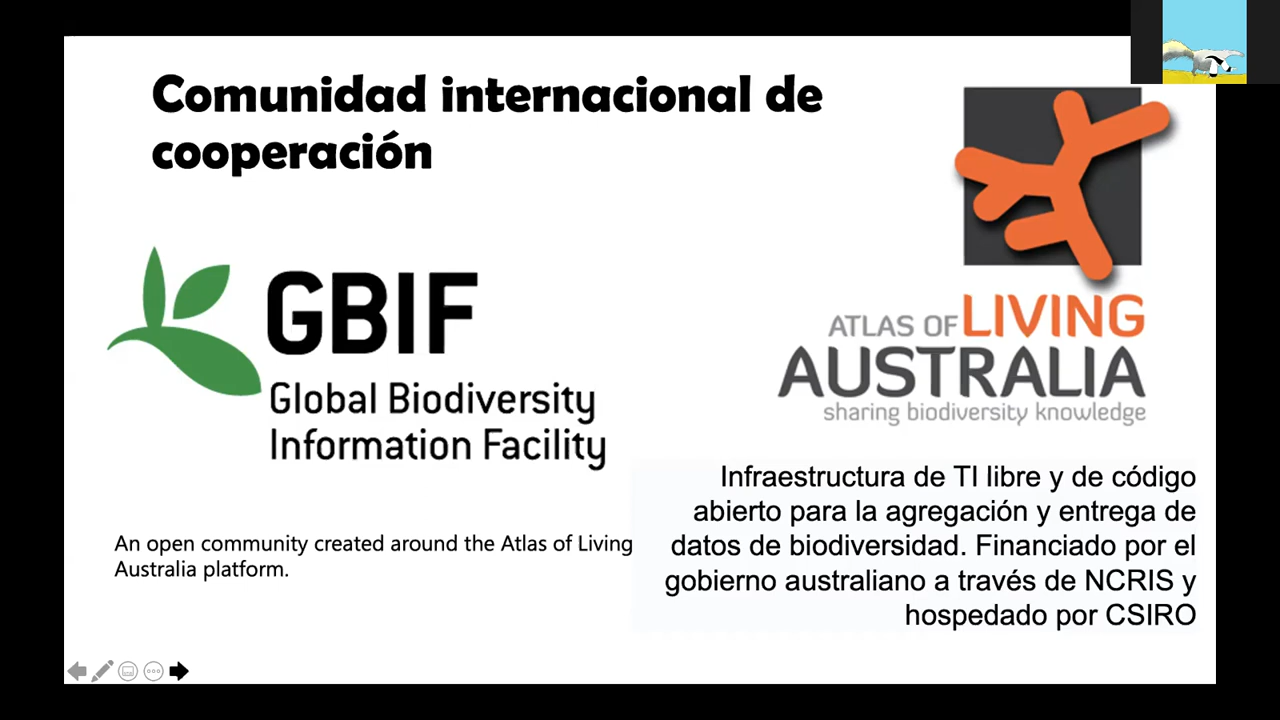 Comunidad internacional de
cooperación
GBIF
Global Biodiversity
Information Facility
An open community created around the Atlas of Living
Australia platform.
ATLAS OF LIVING
AUSTRALIA
sharing biodiversity knowledge
Infraestructura de TI libre y de código
abierto para la agregación y entrega de
datos de biodiversidad. Financiado por el
gobierno australiano a través de NCRIS y
hospedado por CSIRO